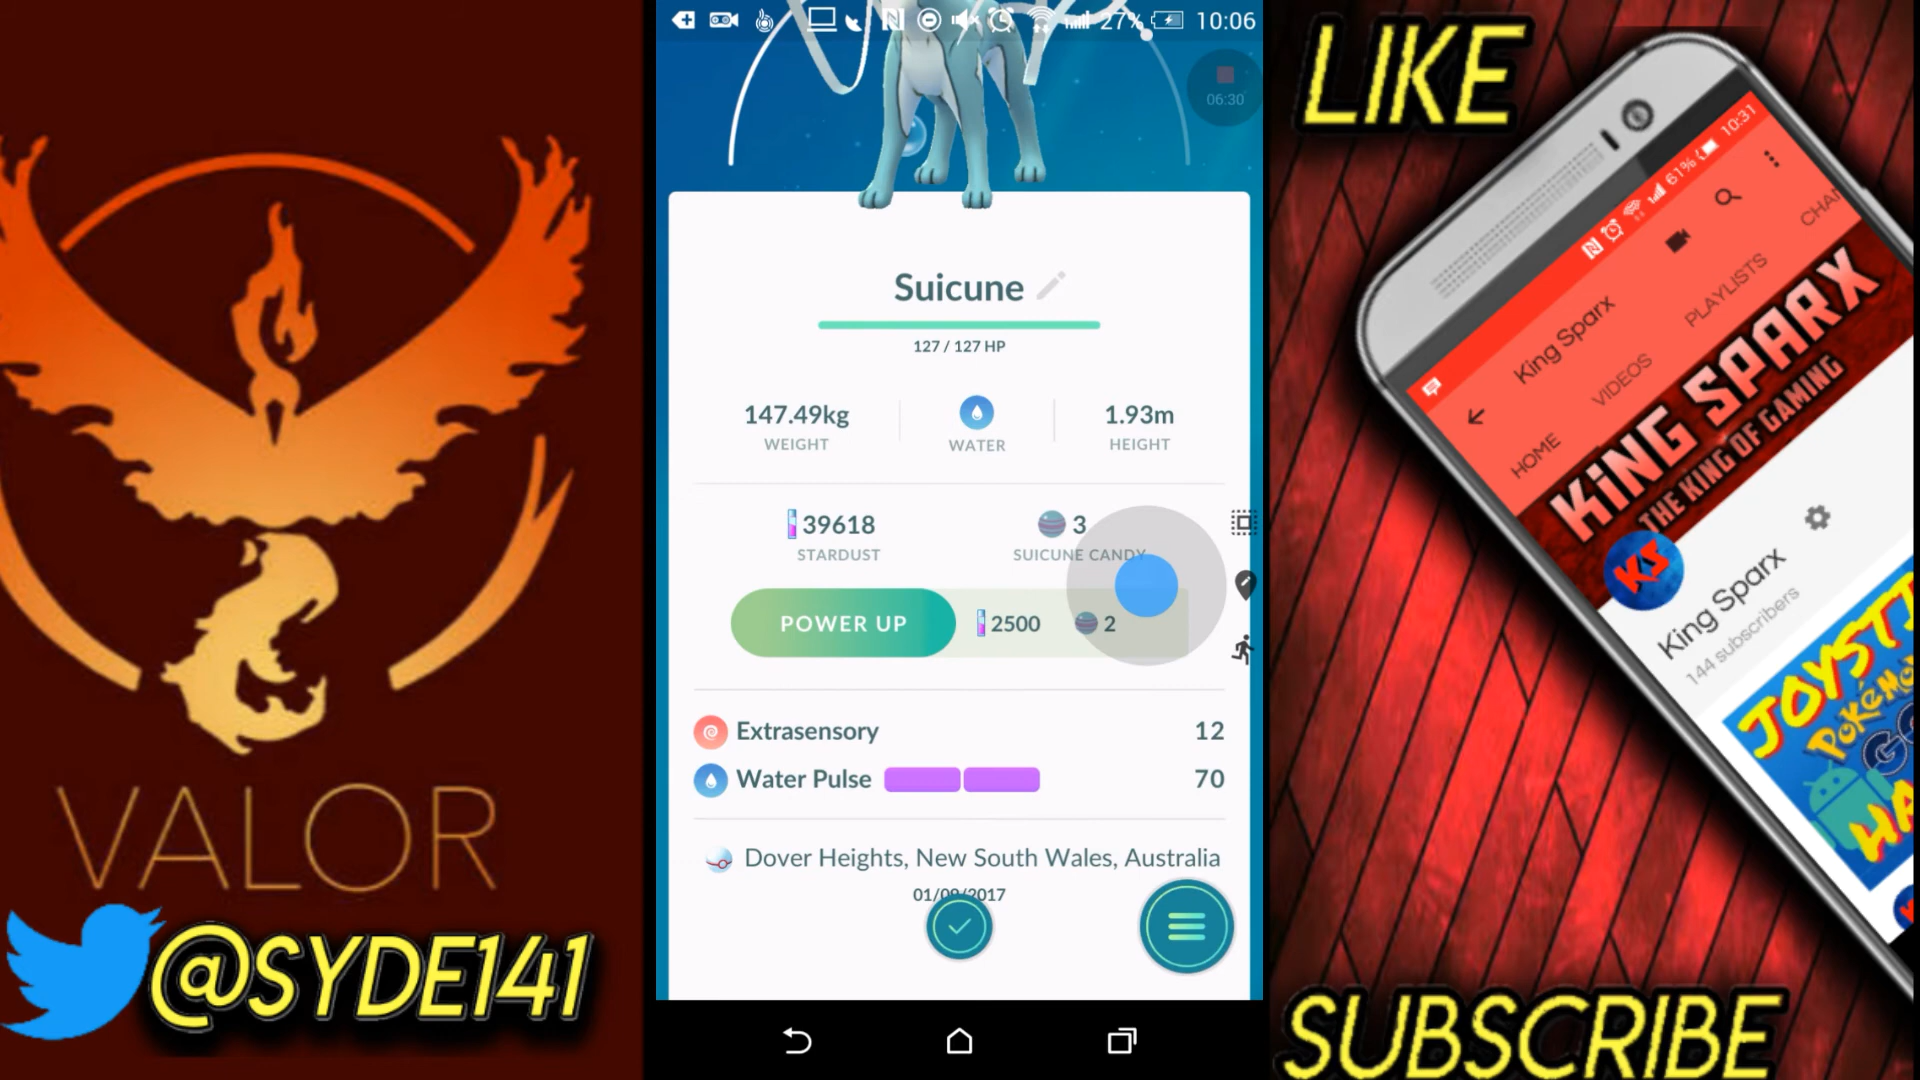 VALOR
@SYDE141
27% 10:06
06:30
Suicune
127 / 127 HP
147.49kg
WEIGHT
WATER
1.93m
HEIGHT
39618
STARDUST
3
SUICUNE CANDY
POWER UP
2500
2
Extrasensory 12
Water Pulse 70
Dover Heights, New South Wales, Australia
LIKE
61% 10:31
King Sparx
HOME
VIDEOS
PLAYLISTS
KiNG SPARX
THE KING OF GAMING
KS
King Sparx
144 subscribers
SUBSCRIBE